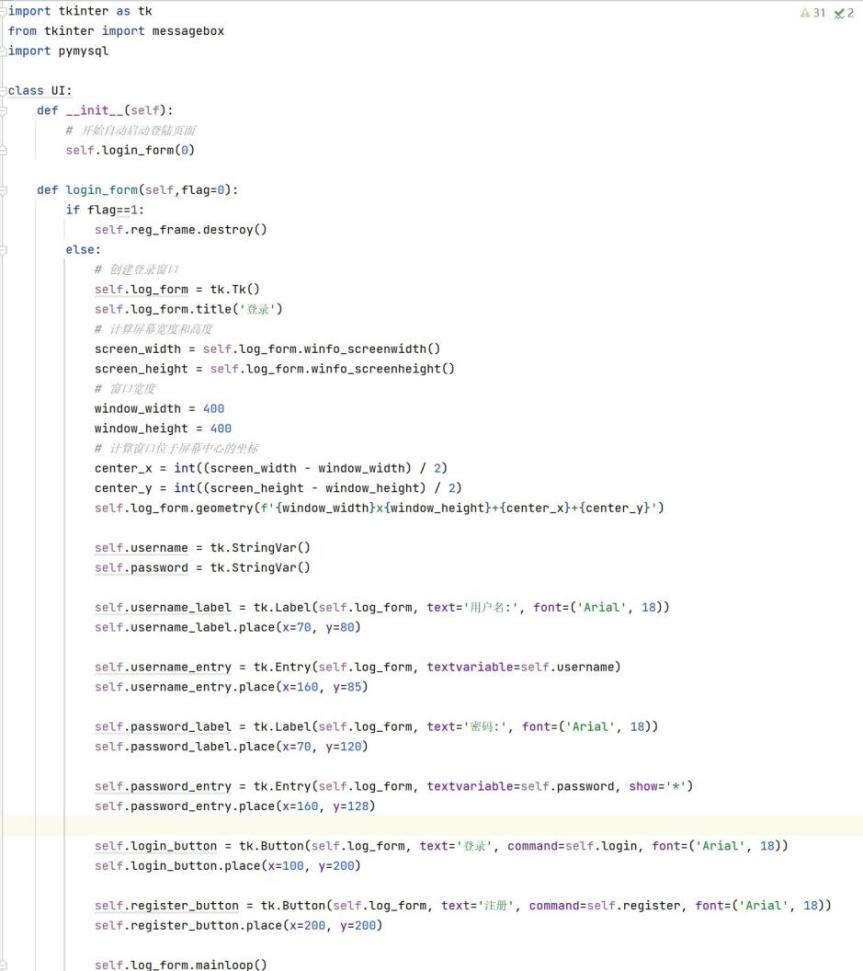 import tkinter as tk
31 2
from tkinter import messagebox
import pymysql
class UI:
def __init__(self):
# 开始自动启动登陆页面
self.login_form(0)
def login_form(self,flag=0):
if flag==1:
self.reg_frame.destroy()
else:
# 创建登录窗口
self.log_form = tk.Tk()
self.log_form.title('登录')
# 计算屏幕宽度和高度
screen_width = self.log_form.winfo_screenwidth()
screen_height = self.log_form.winfo_screenheight()
# 窗口宽度
window_width = 400
window_height = 400
# 计算窗口位于屏幕中心的坐标
center_x = int((screen_width - window_width) / 2)
center_y = int((screen_height - window_height) / 2)
self.log_form.geometry(f'{window_width}x{window_height}+{center_x}+{center_y}')
self.username = tk.StringVar()
self.password = tk.StringVar()
self.username_label = tk.Label(self.log_form, text='用户名:', font=('Arial', 18))
self.username_label.place(x=70, y=80)
self.username_entry = tk.Entry(self.log_form, textvariable=self.username)
self.username_entry.place(x=160, y=85)
self.password_label = tk.Label(self.log_form, text='密码:', font=('Arial', 18))
self.password_label.place(x=70, y=120)
self.password_entry = tk.Entry(self.log_form, textvariable=self.password, show='*')
self.password_entry.place(x=160, y=128)
self.login_button = tk.Button(self.log_form, text='登录', command=self.login, font=('Arial', 18))
self.login_button.place(x=100, y=200)
self.register_button = tk.Button(self.log_form, text='注册', command=self.register, font=('Arial', 18))
self.register_button.place(x=200, y=200)
self.log_form.mainloop()